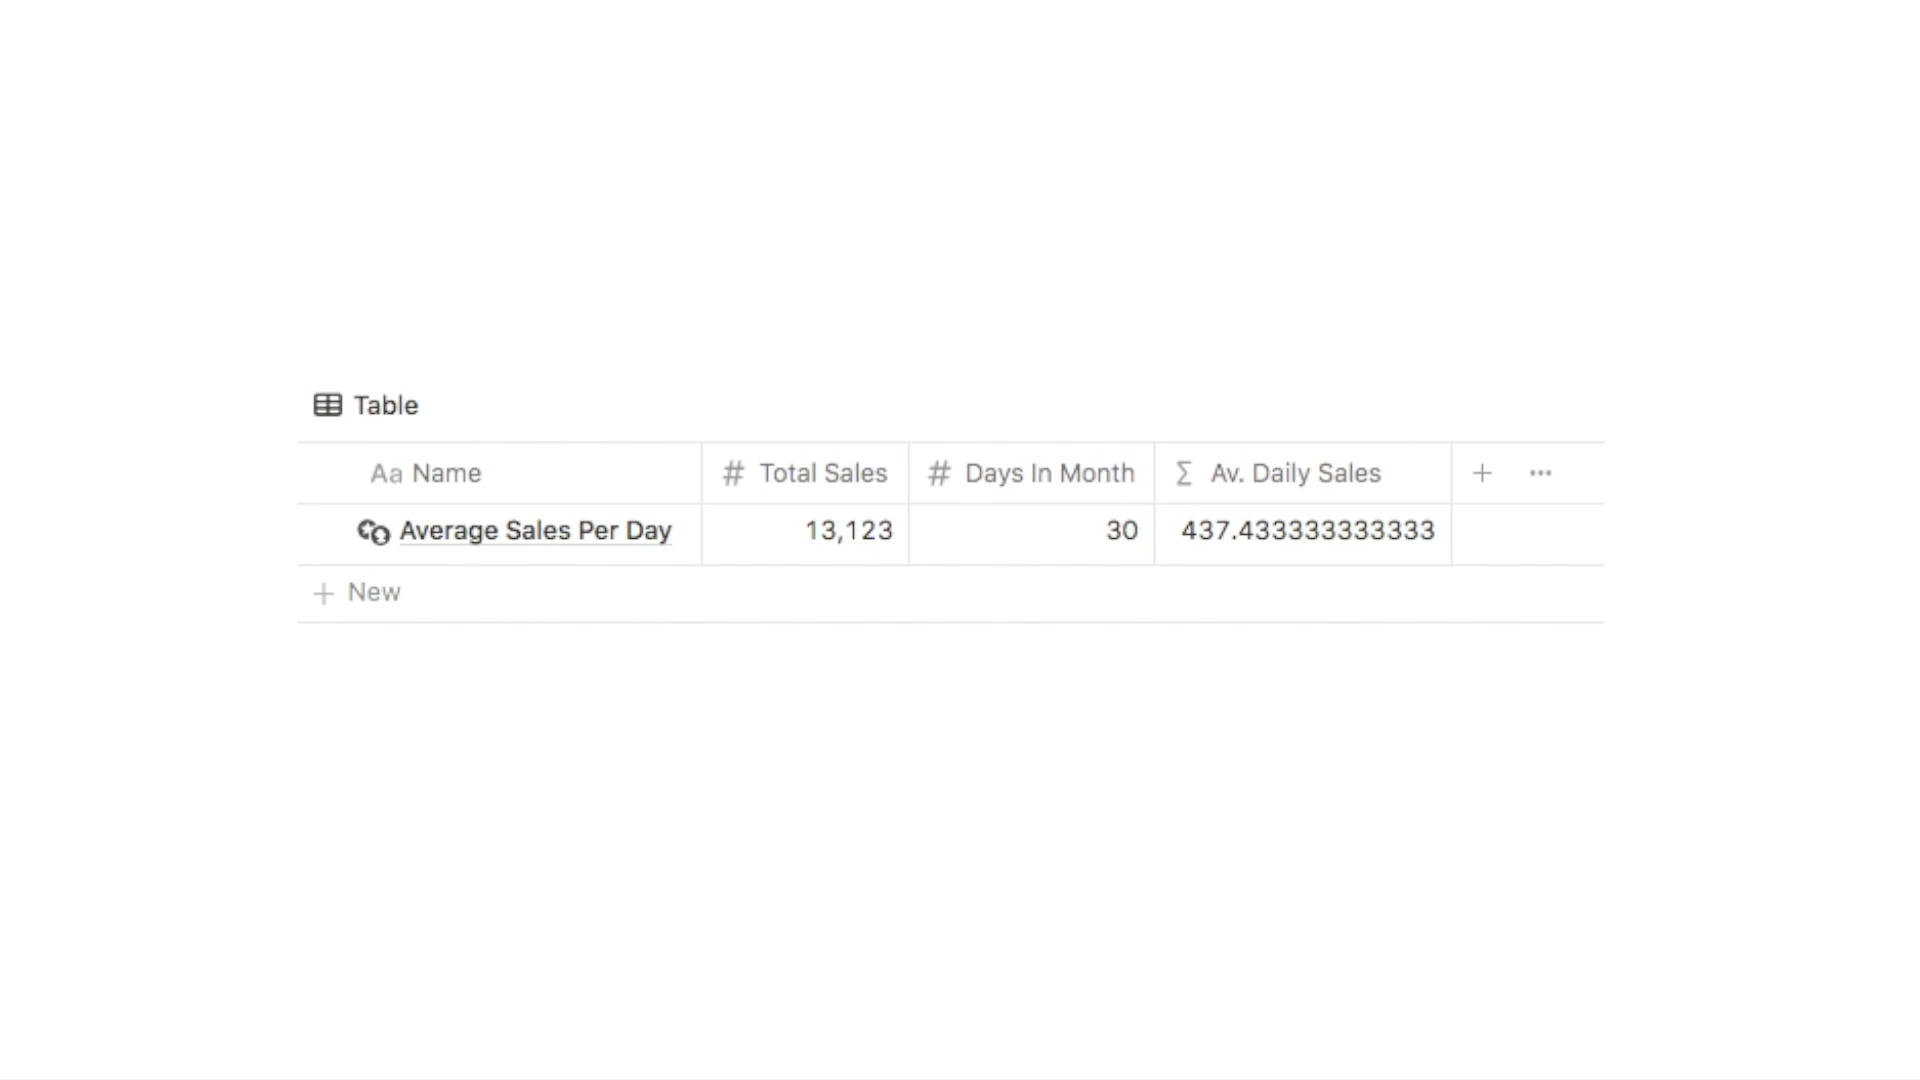 Table
Aa Name # Total Sales # Days In Month Σ Av. Daily Sales + •••
Average Sales Per Day 13,123 30 437.433333333333
+ New